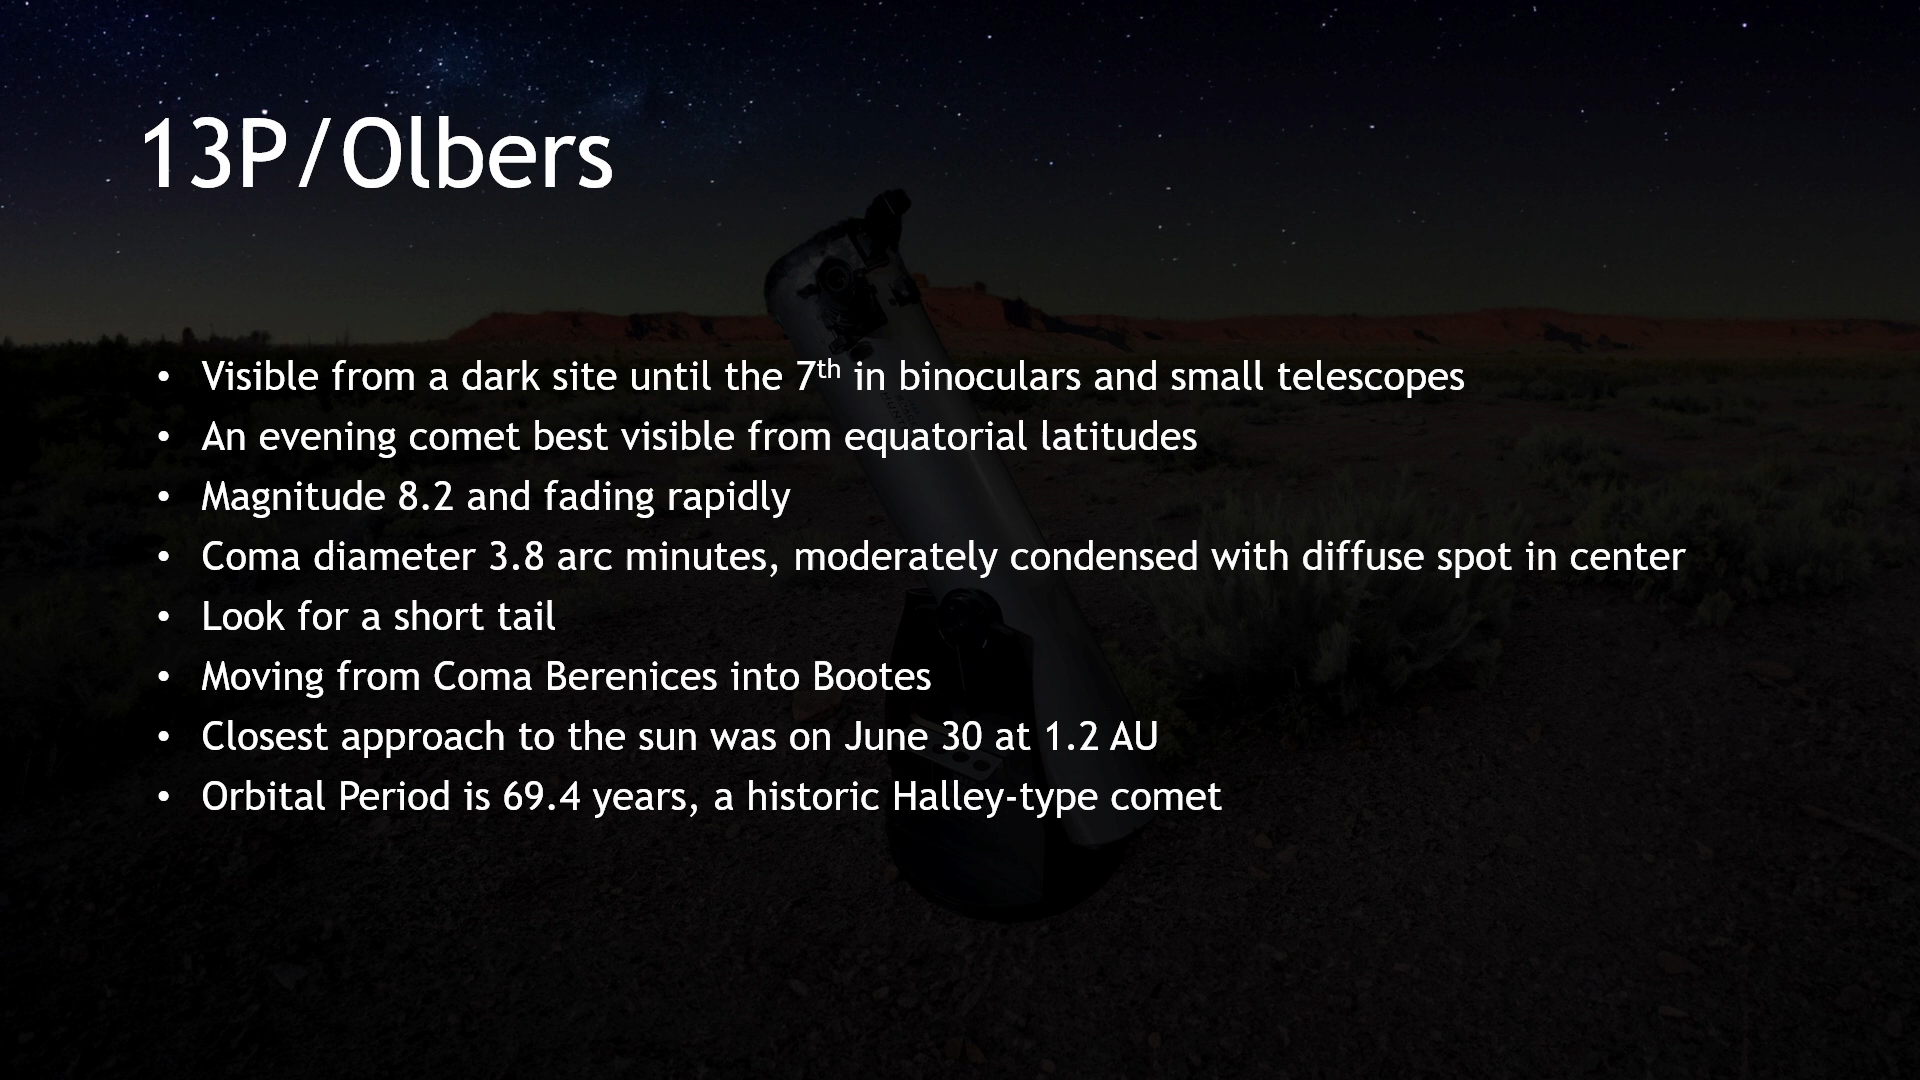 13P/Olbers
• Visible from a dark site until the 7th in binoculars and small telescopes
• An evening comet best visible from equatorial latitudes
• Magnitude 8.2 and fading rapidly
• Coma diameter 3.8 arc minutes, moderately condensed with diffuse spot in center
• Look for a short tail
• Moving from Coma Berenices into Bootes
• Closest approach to the sun was on June 30 at 1.2 AU
• Orbital Period is 69.4 years, a historic Halley-type comet